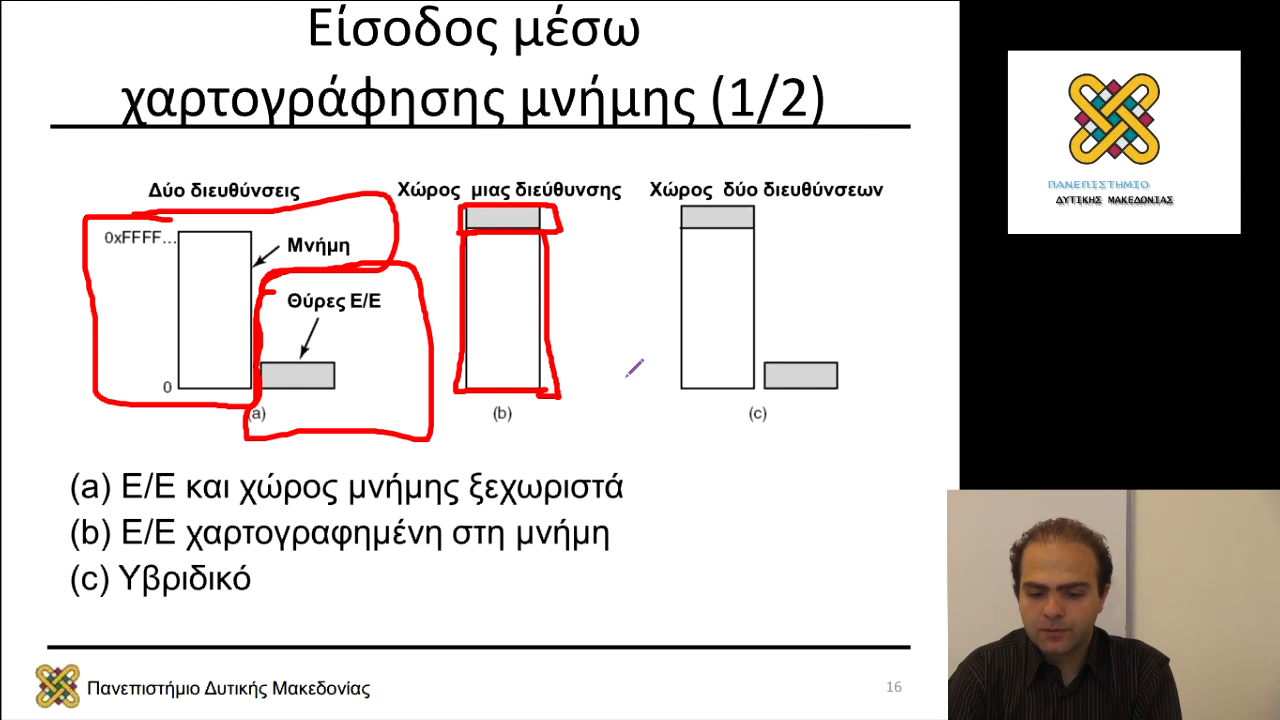 Είσοδος μέσω
χαρτογράφησης μνήμης (1/2)
Δύο διευθύνσεις
Χώρος μιας διεύθυνσης
Χώρος δύο διευθύνσεων
0xFFFF...
Μνήμη
Θύρες Ε/Ε
0
(a)
(b)
(c)
(a) Ε/Ε και χώρος μνήμης ξεχωριστά
(b) Ε/Ε χαρτογραφημένη στη μνήμη
(c) Υβριδικό
Πανεπιστήμιο Δυτικής Μακεδονίας
16
ΠΑΝΕΠΙΣΤΗΜΙΟ
ΔΥΤΙΚΗΣ ΜΑΚΕΔΟΝΙΑΣ